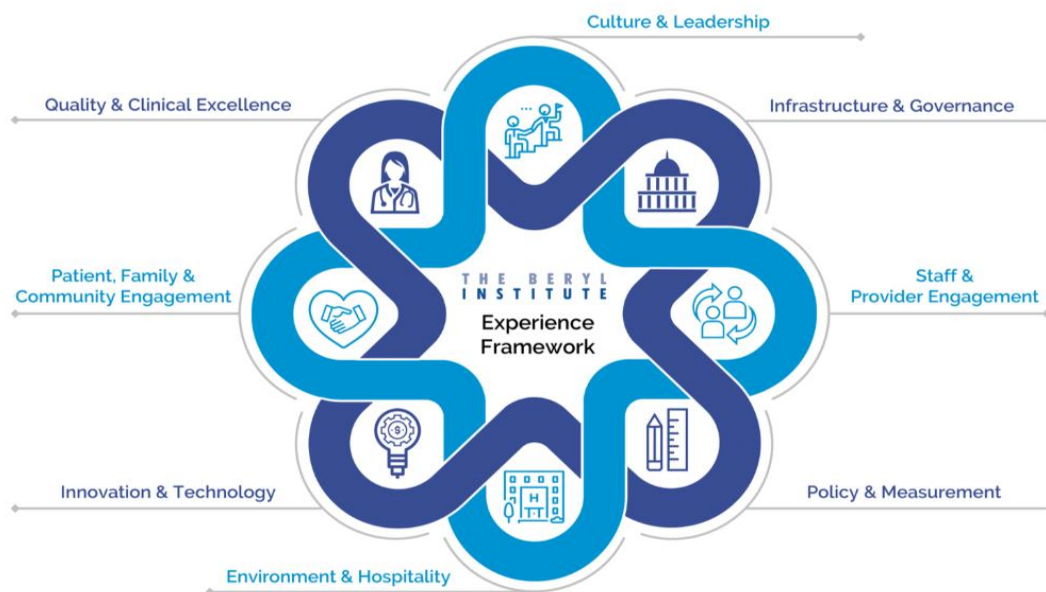 Culture & Leadership
Quality & Clinical Excellence
Infrastructure & Governance
Patient, Family &
Community Engagement
THE BERYL
INSTITUTE
Experience
Framework
Staff &
Provider Engagement
$
H
Innovation & Technology
Policy & Measurement
Environment & Hospitality